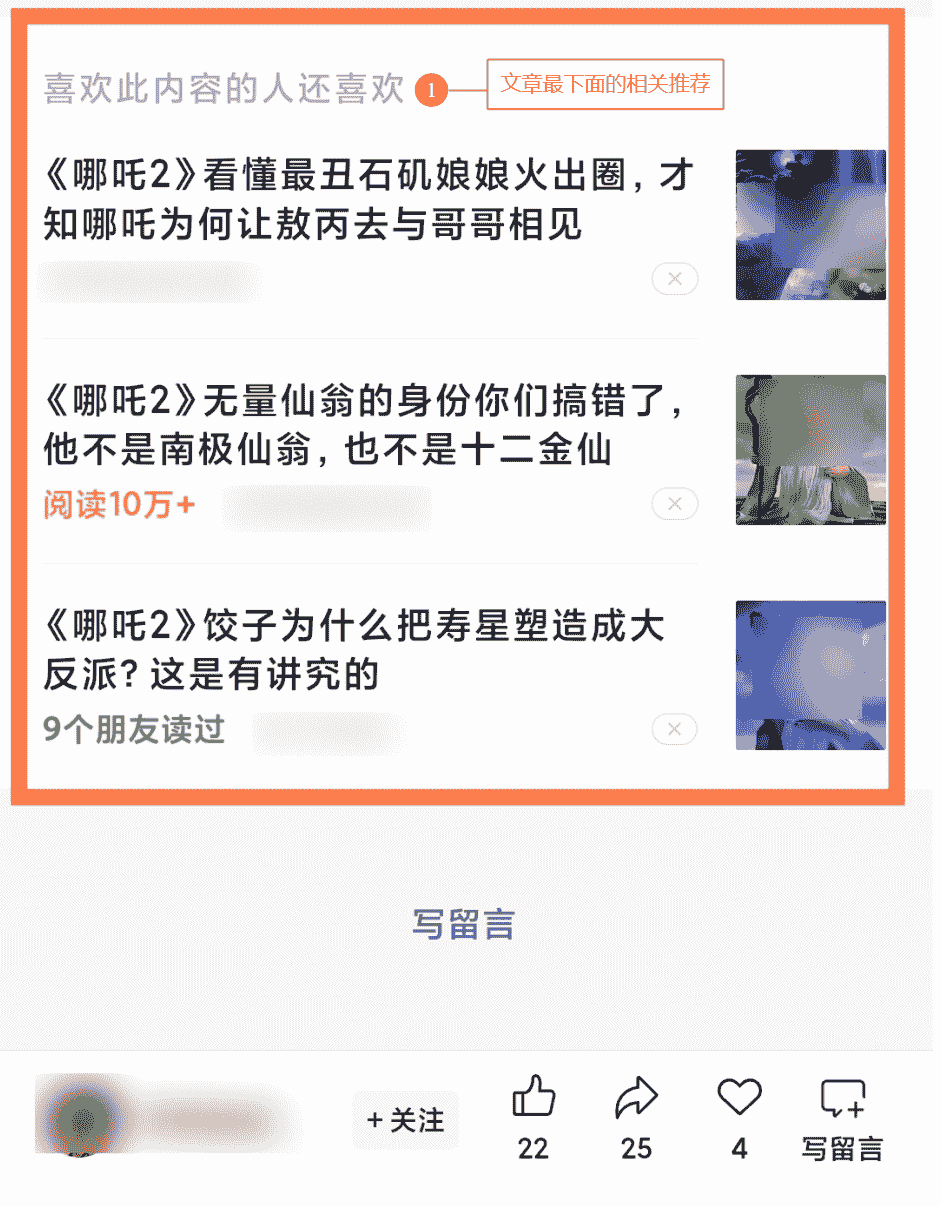 喜欢此内容的人还喜欢 1 文章最下面的相关推荐
《哪吒2》看懂最丑石矶娘娘火出圈，才
知哪吒为何让敖丙去与哥哥相见
《哪吒2》无量仙翁的身份你们搞错了，
他不是南极仙翁，也不是十二金仙
阅读10万+
《哪吒2》饺子为什么把寿星塑造成大
反派？这是有讲究的
9个朋友读过
写留言
+关注
22 25 4 写留言